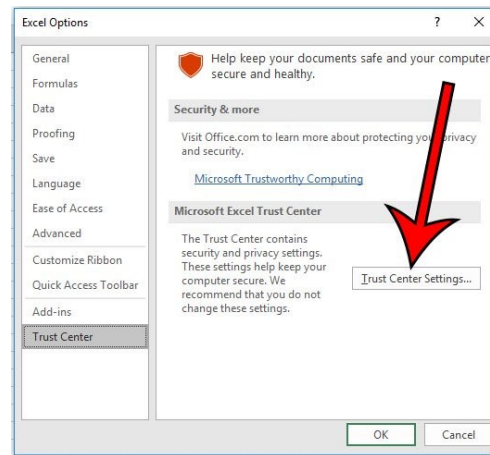 Excel Options
?
General
Formulas
Data
Proofing
Save
Language
Ease of Access
Advanced
Customize Ribbon
Quick Access Toolbar
Add-ins
Trust Center
Help keep your documents safe and your computer
secure and healthy.
Security & more
Visit Office.com to learn more about protecting your privacy
and security.
Microsoft Trustworthy Computing
Microsoft Excel Trust Center
The Trust Center contains
security and privacy settings.
These settings help keep your
computer secure. We
recommend that you do not
change these settings.
Trust Center Settings...
OK
Cancel